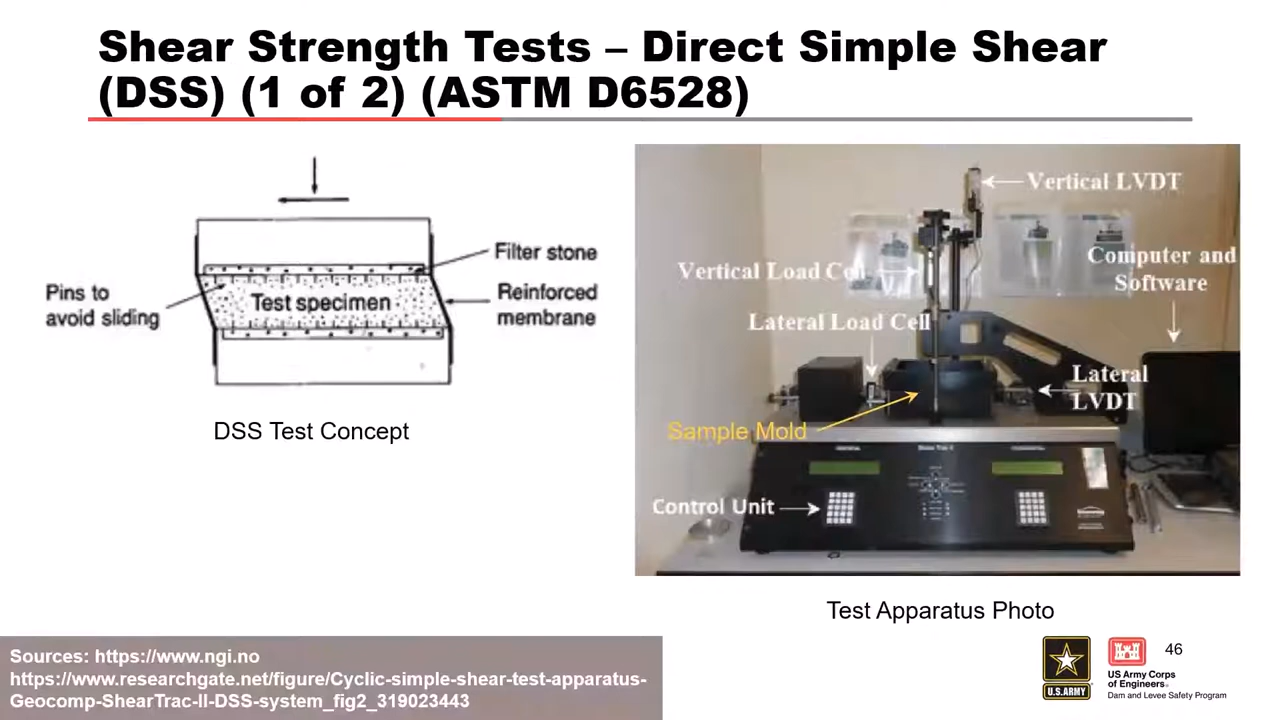 Shear Strength Tests – Direct Simple Shear
(DSS) (1 of 2) (ASTM D6528)
Filter stone
Pins to
avoid sliding
Test specimen
Reinforced
membrane
DSS Test Concept
Vertical LVDT
Computer and
Software
Vertical Load Cell
Lateral Load Cell
Lateral
LVDT
Sample Mold
Control Unit
Test Apparatus Photo
Sources: https://www.ngi.no
https://www.researchgate.net/figure/Cyclic-simple-shear-test-apparatus-
Geocomp-ShearTrac-II-DSS-system_fig2_319023443
U.S.ARMY
US Army Corps
of Engineers®
Dam and Levee Safety Program
46